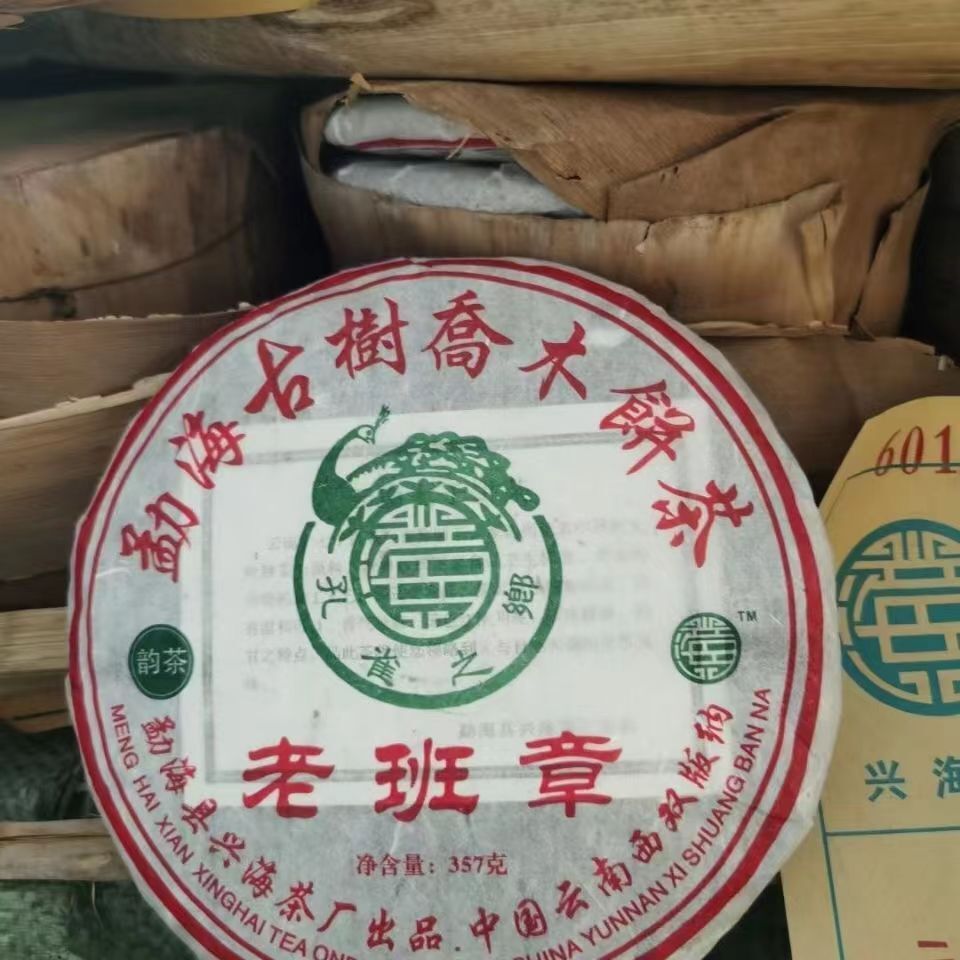 勐海古樹喬大餅茶
孔雀之鄉
韵茶
TM
老班章
净含量：357克
勐海县兴海茶厂出品.中国云南西双版纳
MENG HAI XIAN XINGHAI TEA
CHINA YUNNAN XI SHUANG BAN NA
601
兴海